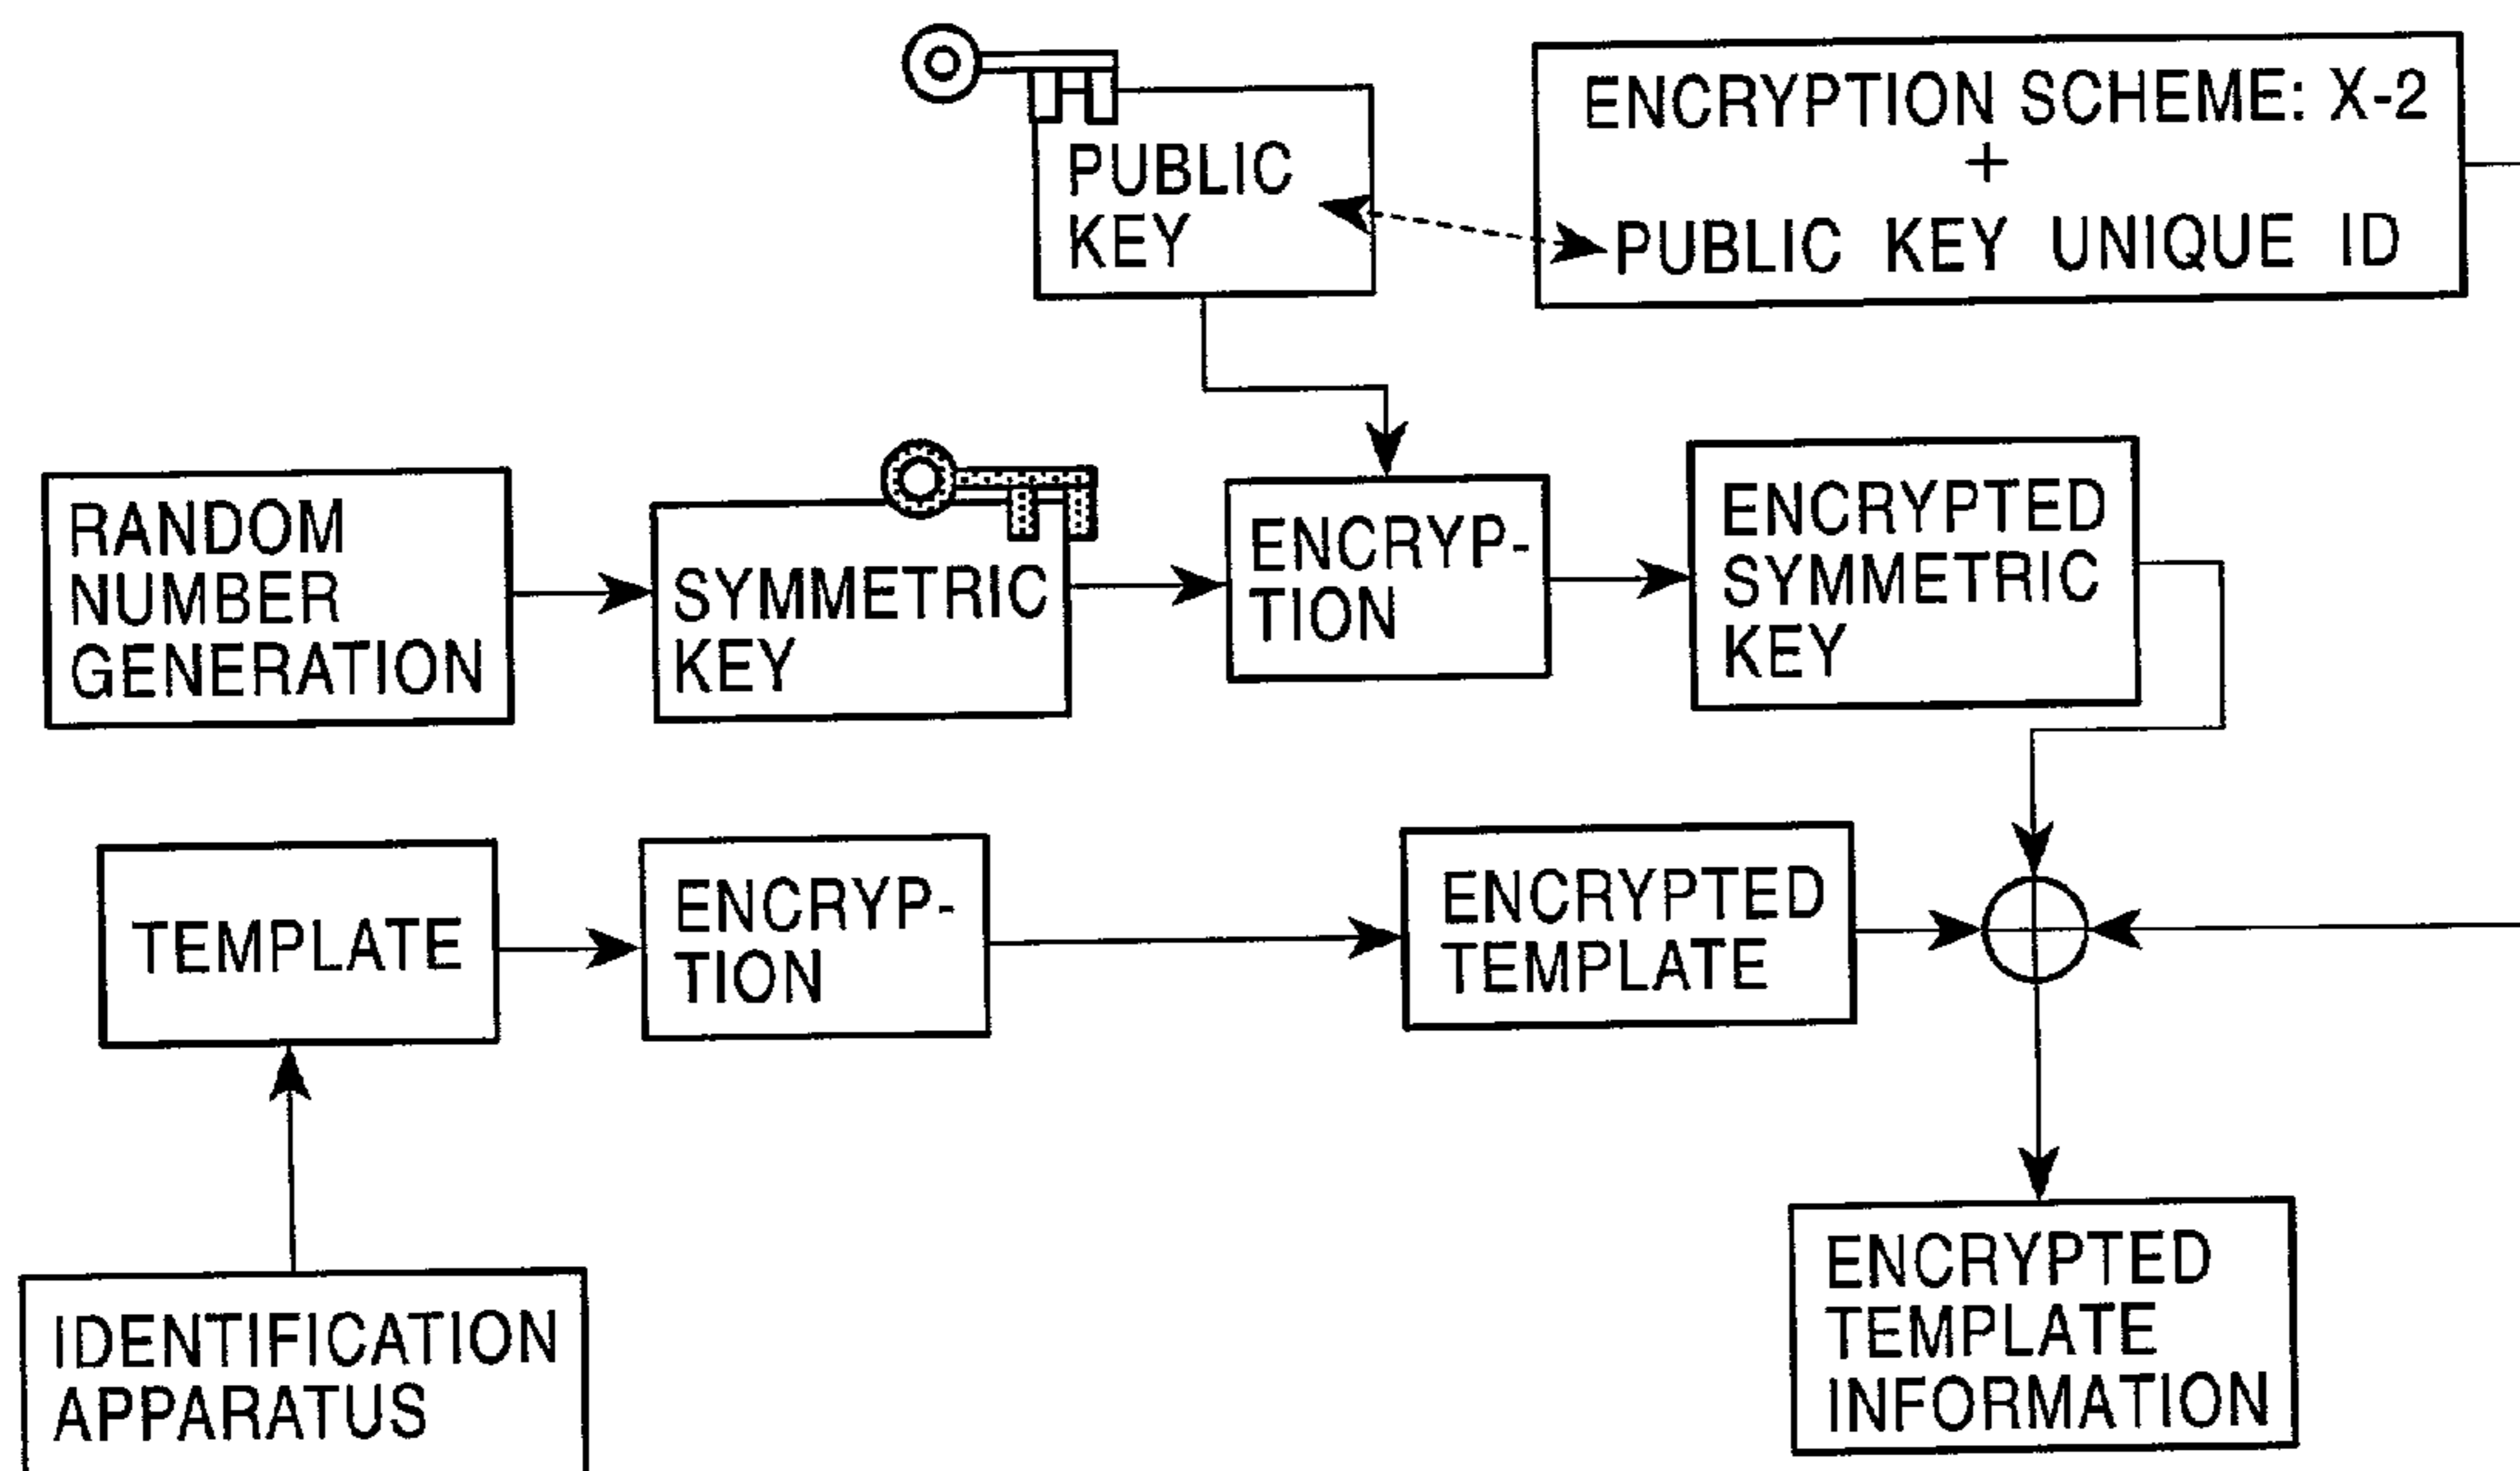 PUBLIC
KEY
ENCRYPTION SCHEME: X-2
+
PUBLIC KEY UNIQUE ID
RANDOM
NUMBER
GENERATION
SYMMETRIC
KEY
ENCRYP-
TION
ENCRYPTED
SYMMETRIC
KEY
TEMPLATE
ENCRYP-
TION
ENCRYPTED
TEMPLATE
IDENTIFICATION
APPARATUS
ENCRYPTED
TEMPLATE
INFORMATION